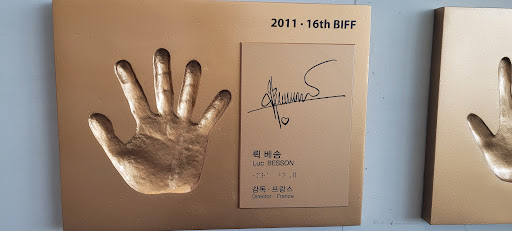 2011 · 16th BIFF
뤽 베송
Luc BESSON
감독 · 프랑스
Director · France